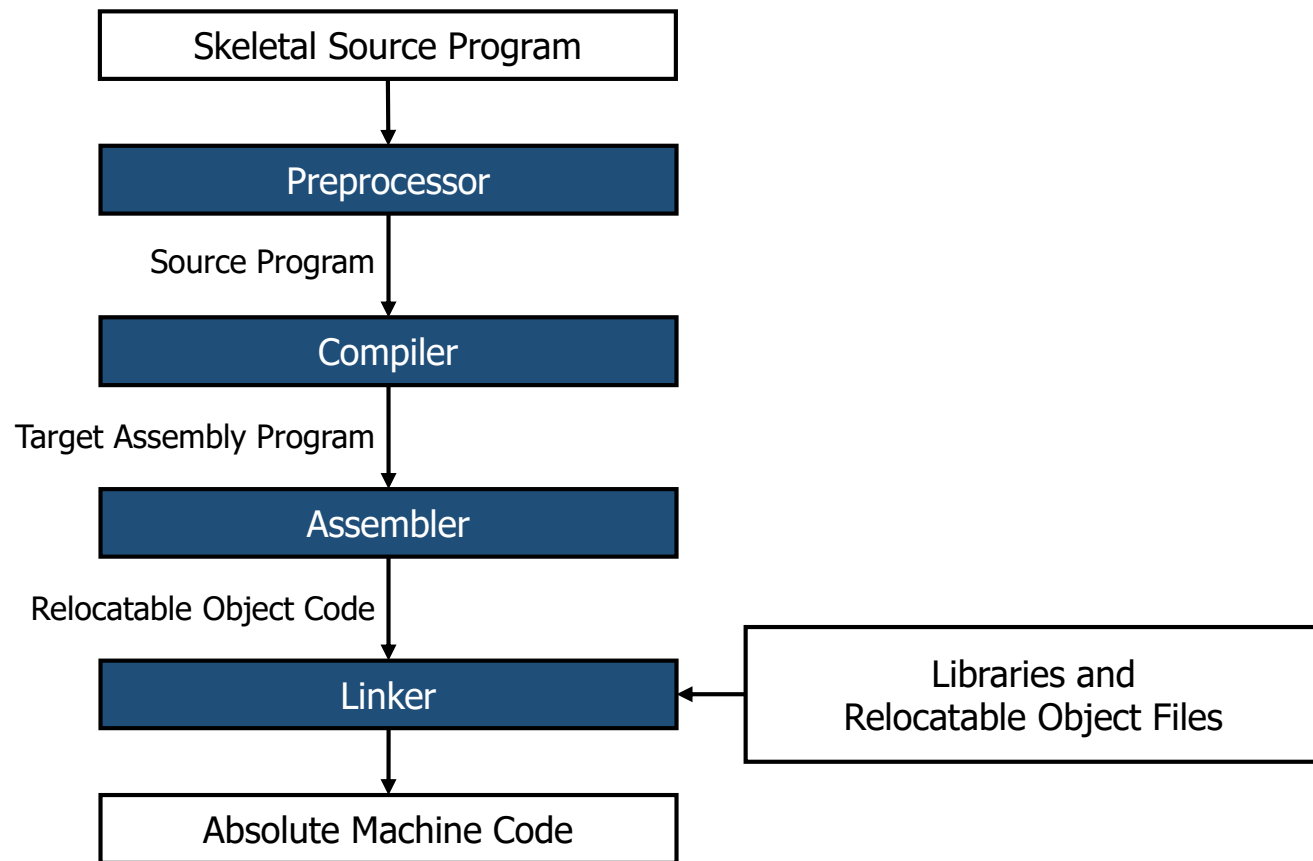 Skeletal Source Program
Preprocessor
Source Program
Compiler
Target Assembly Program
Assembler
Relocatable Object Code
Linker
Libraries and
Relocatable Object Files
Absolute Machine Code